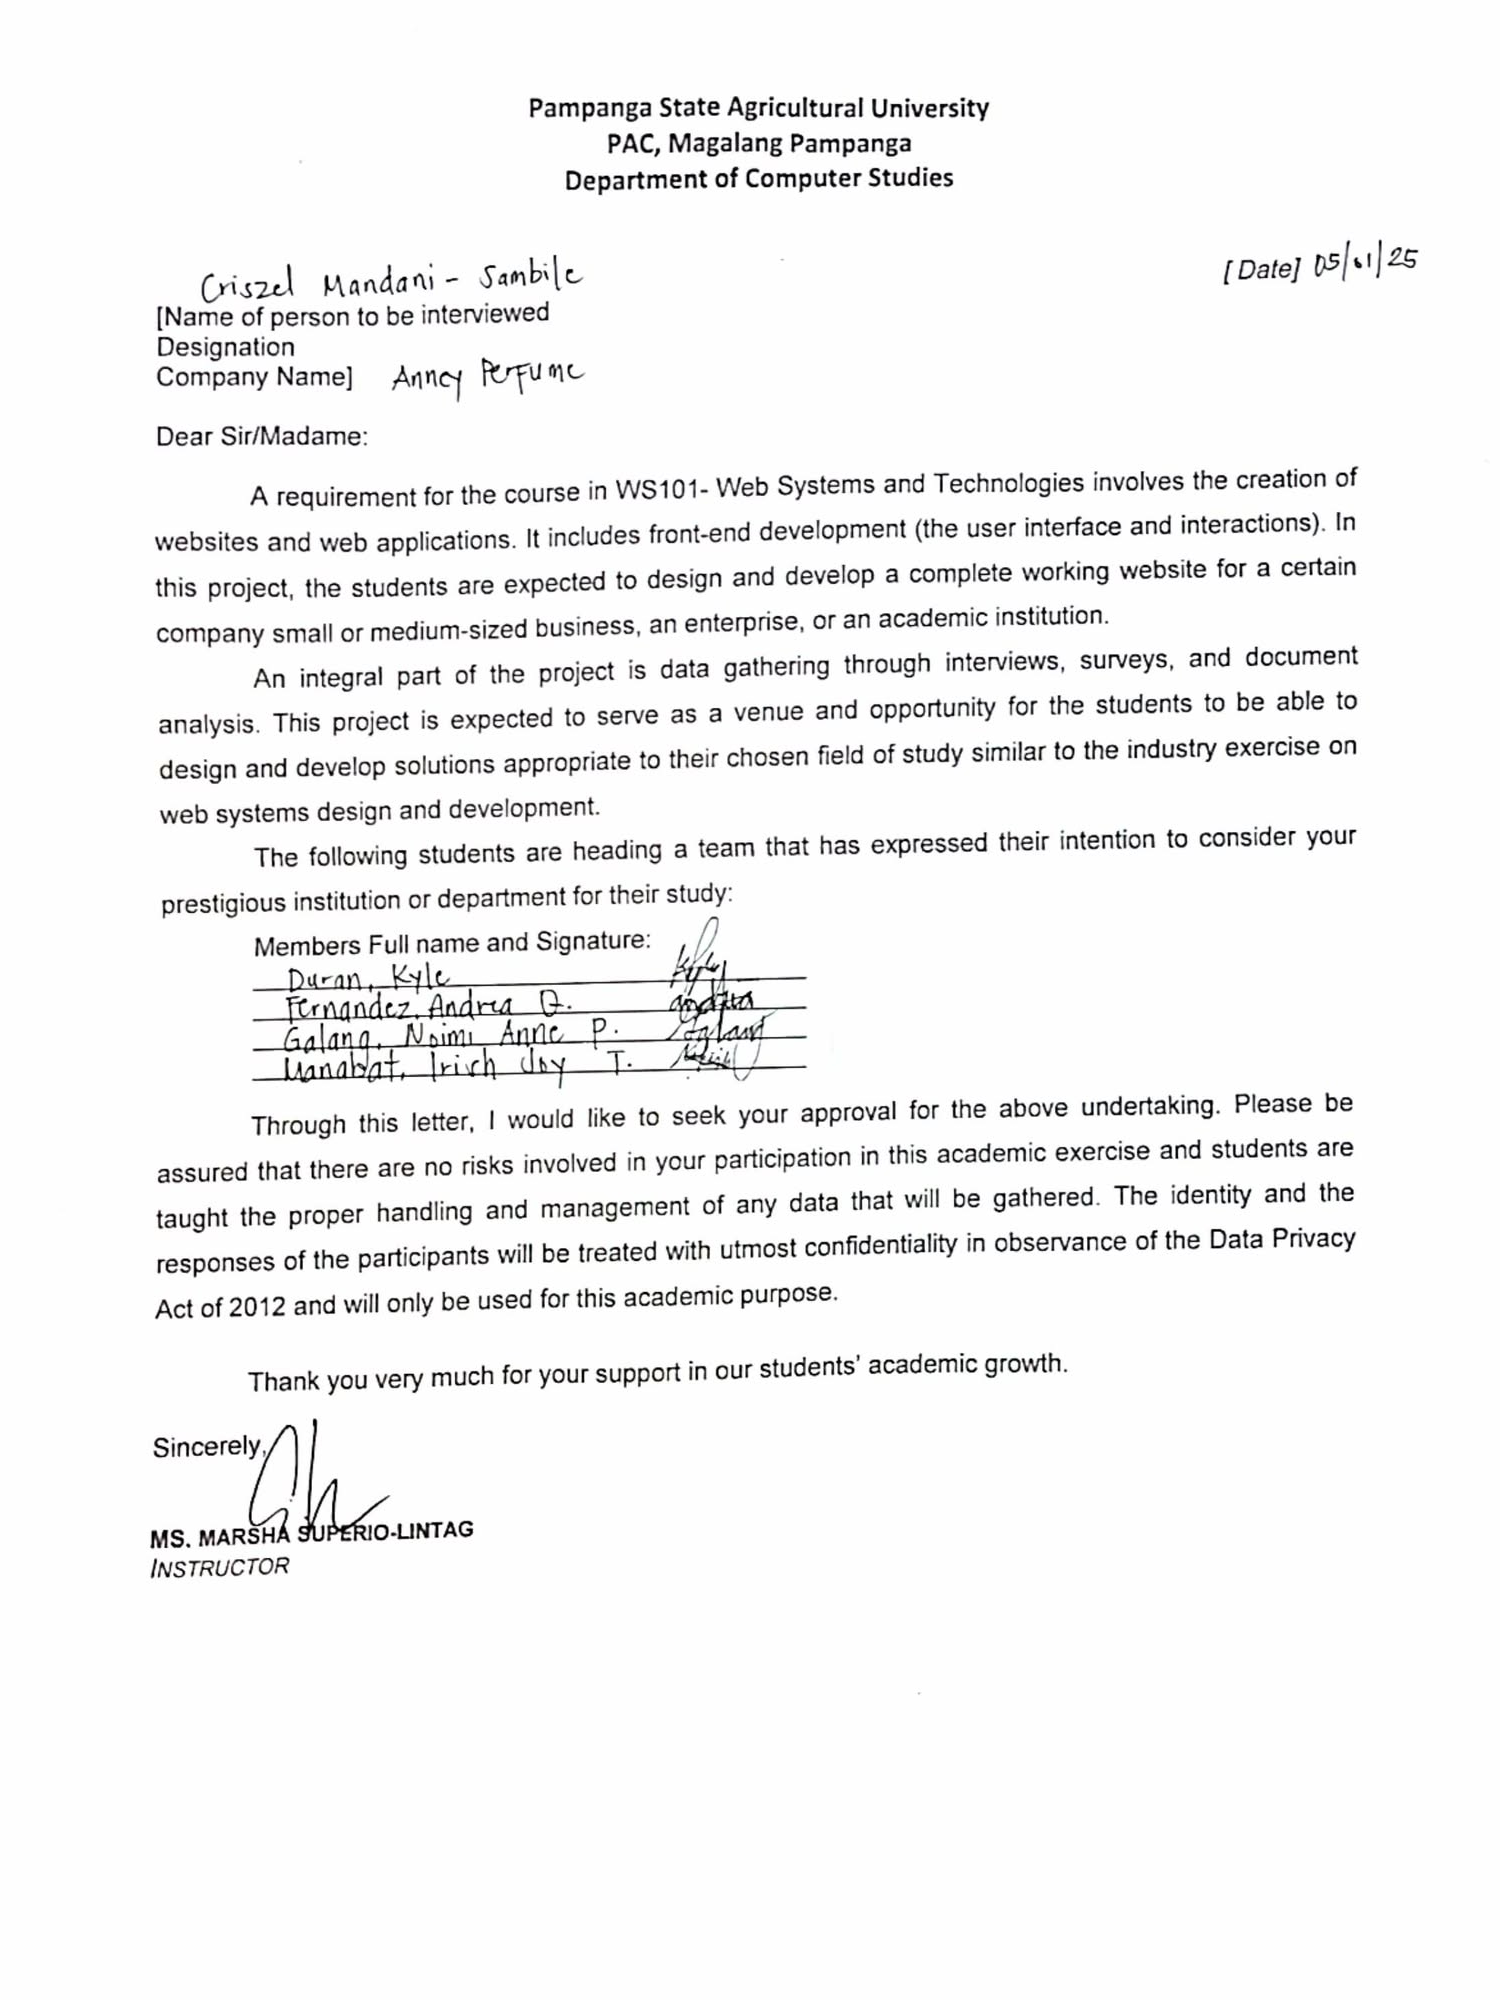 Pampanga State Agricultural University
PAC, Magalang Pampanga
Department of Computer Studies
[Date] 05/01/25
Criszel Mandani - Sambile
[Name of person to be interviewed
Designation
Company Name] Anney Perfume
Dear Sir/Madame:
A requirement for the course in WS101- Web Systems and Technologies involves the creation of
websites and web applications. It includes front-end development (the user interface and interactions). In
this project, the students are expected to design and develop a complete working website for a certain
company small or medium-sized business, an enterprise, or an academic institution.
An integral part of the project is data gathering through interviews, surveys, and document
analysis. This project is expected to serve as a venue and opportunity for the students to be able to
design and develop solutions appropriate to their chosen field of study similar to the industry exercise on
web systems design and development.
The following students are heading a team that has expressed their intention to consider your
prestigious institution or department for their study:
Members Full name and Signature:
Duran, Kyle
Fernandez, Andrea
Galang, Noimi Anne P.
Manabat, Irich Joy T.
Through this letter, I would like to seek your approval for the above undertaking. Please be
assured that there are no risks involved in your participation in this academic exercise and students are
taught the proper handling and management of any data that will be gathered. The identity and the
responses of the participants will be treated with utmost confidentiality in observance of the Data Privacy
Act of 2012 and will only be used for this academic purpose.
Thank you very much for your support in our students' academic growth.
Sincerely,
MS. MARSHA SUPERIO-LINTAG
INSTRUCTOR